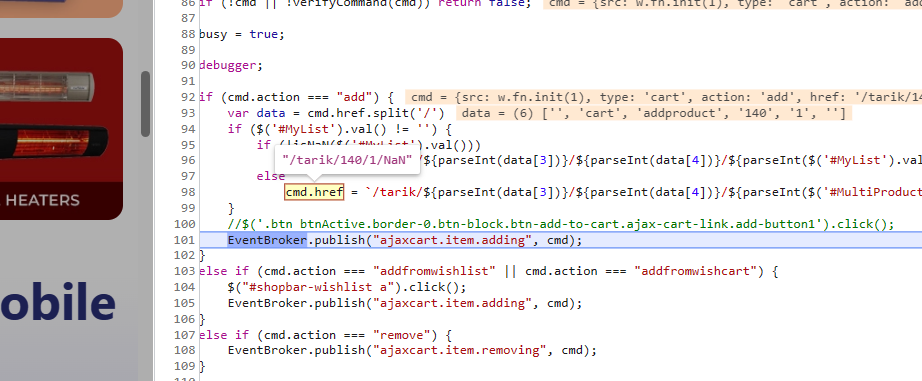 86 if (!cmd || !verifyCommand(cmd)) return false; cmd = {src: w.fn.init(1), type: 'cart', action: 'add
87
88 busy = true;
89
90 debugger;
91
92 if (cmd.action === "add") { cmd = {src: w.fn.init(1), type: 'cart', action: 'add', href: '/tarik/14
93 var data = cmd.href.split('/') data = (6) ['', 'cart', 'addproduct', '140', '1', '']
94 if ($('#MyList').val() != '') {
95 if (!isNaN($('#MyList').val()))
"/tarik/140/1/NaN"
96 /${parseInt(data[3])}/${parseInt(data[4])}/${parseInt($('#MyList').val
97 else
98 cmd.href = `/tarik/${parseInt(data[3])}/${parseInt(data[4])}/${$('#MultiProduct
99 }
100 //$('.btn btnActive.border-0.btn-block.btn-add-to-cart.ajax-cart-link.add-button1').click();
101 EventBroker.publish("ajaxcart.item.adding", cmd);
102 }
103 else if (cmd.action === "addfromwishlist" || cmd.action === "addfromwishcart") {
104 $("#shopbar-wishlist a").click();
105 EventBroker.publish("ajaxcart.item.adding", cmd);
106 }
107 else if (cmd.action === "remove") {
108 EventBroker.publish("ajaxcart.item.removing", cmd);
109 }
HEATERS
obile